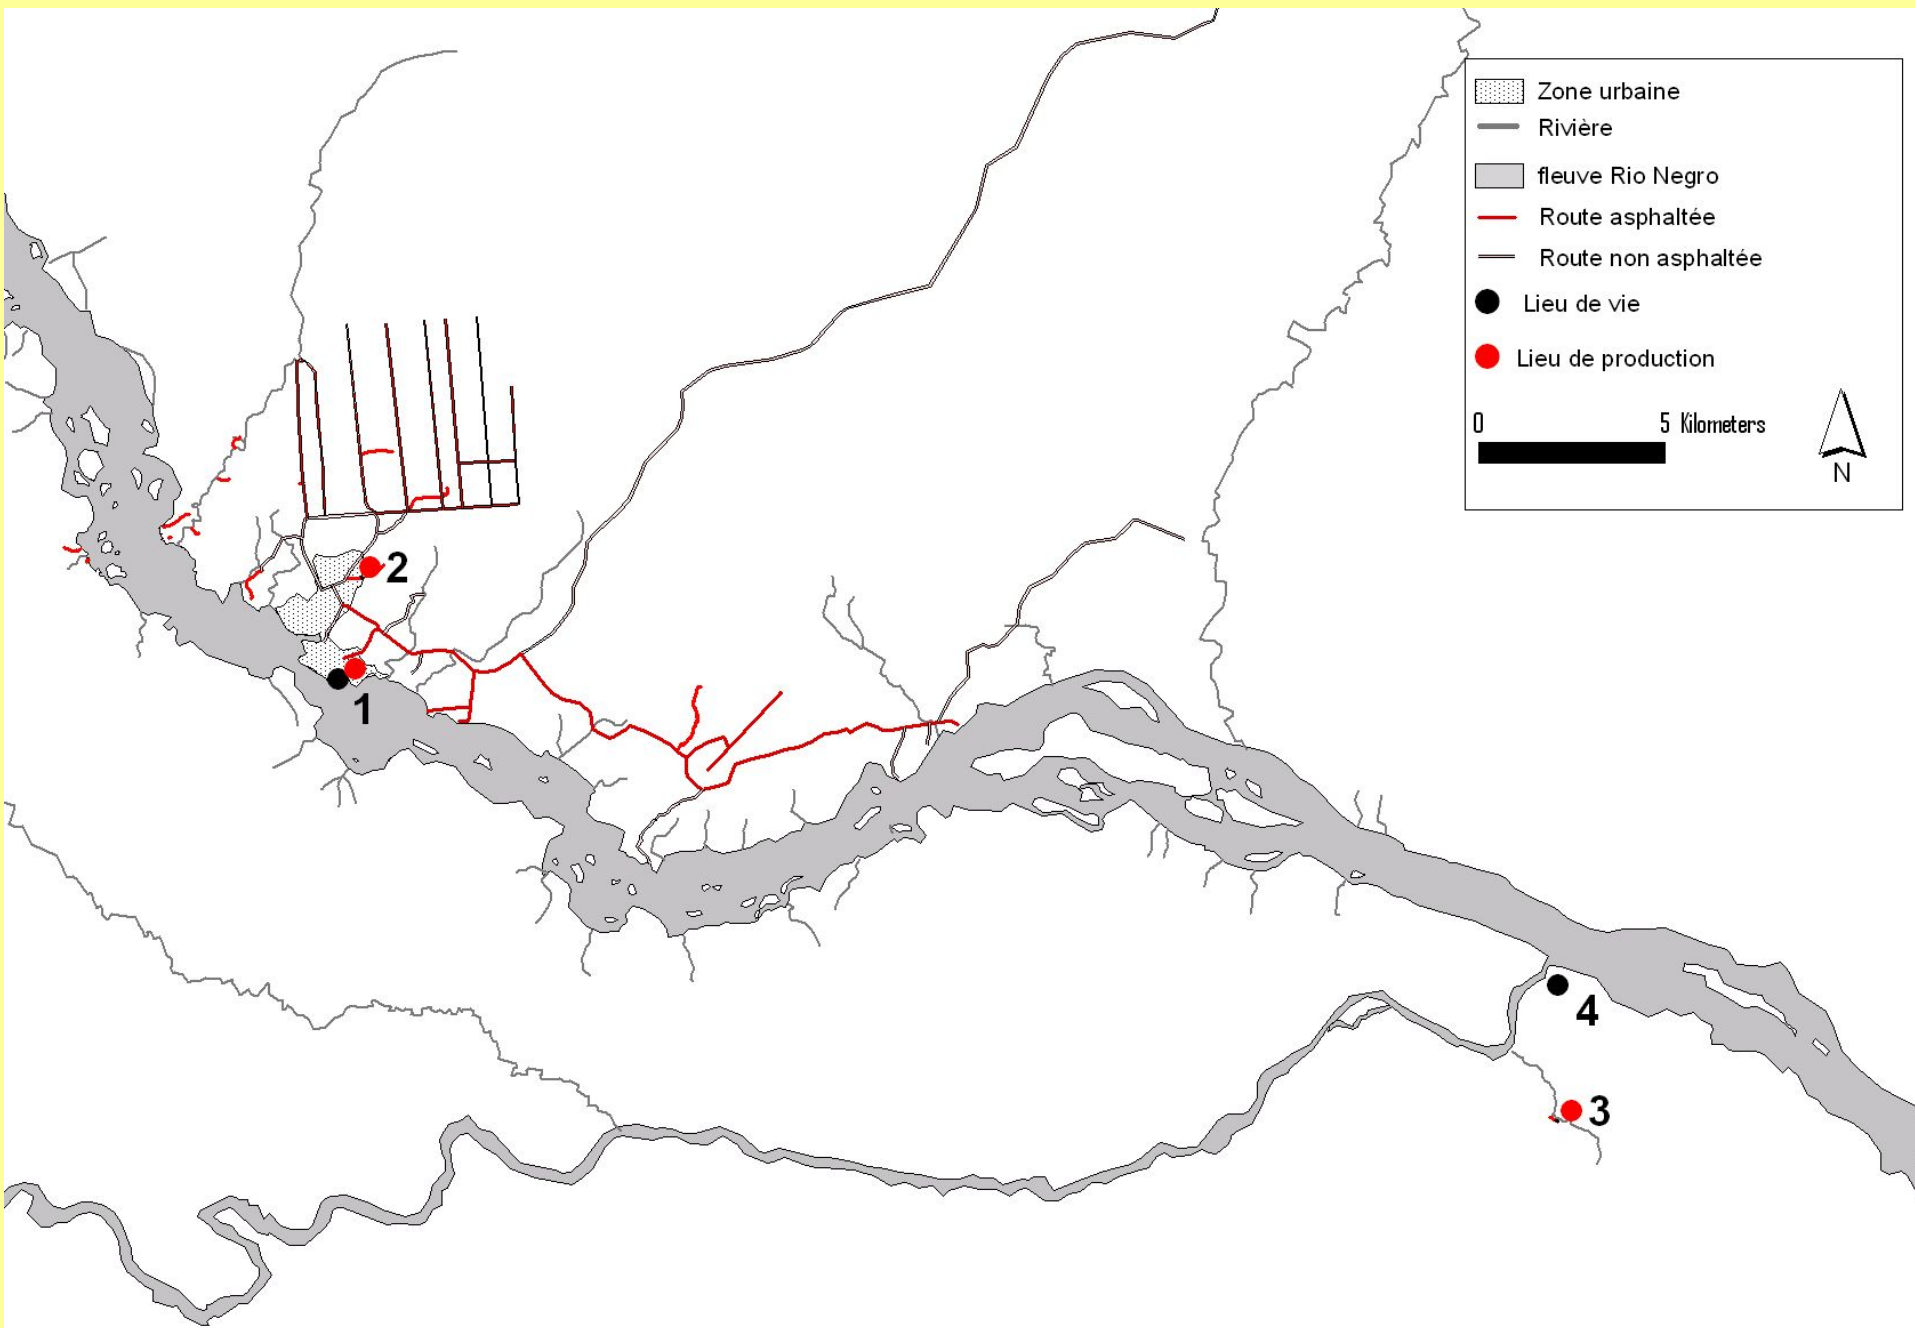 Zone urbaine
Rivière
fleuve Rio Negro
Route asphaltée
Route non asphaltée
Lieu de vie
Lieu de production
0 5 Kilometers
N
2
1
4
3